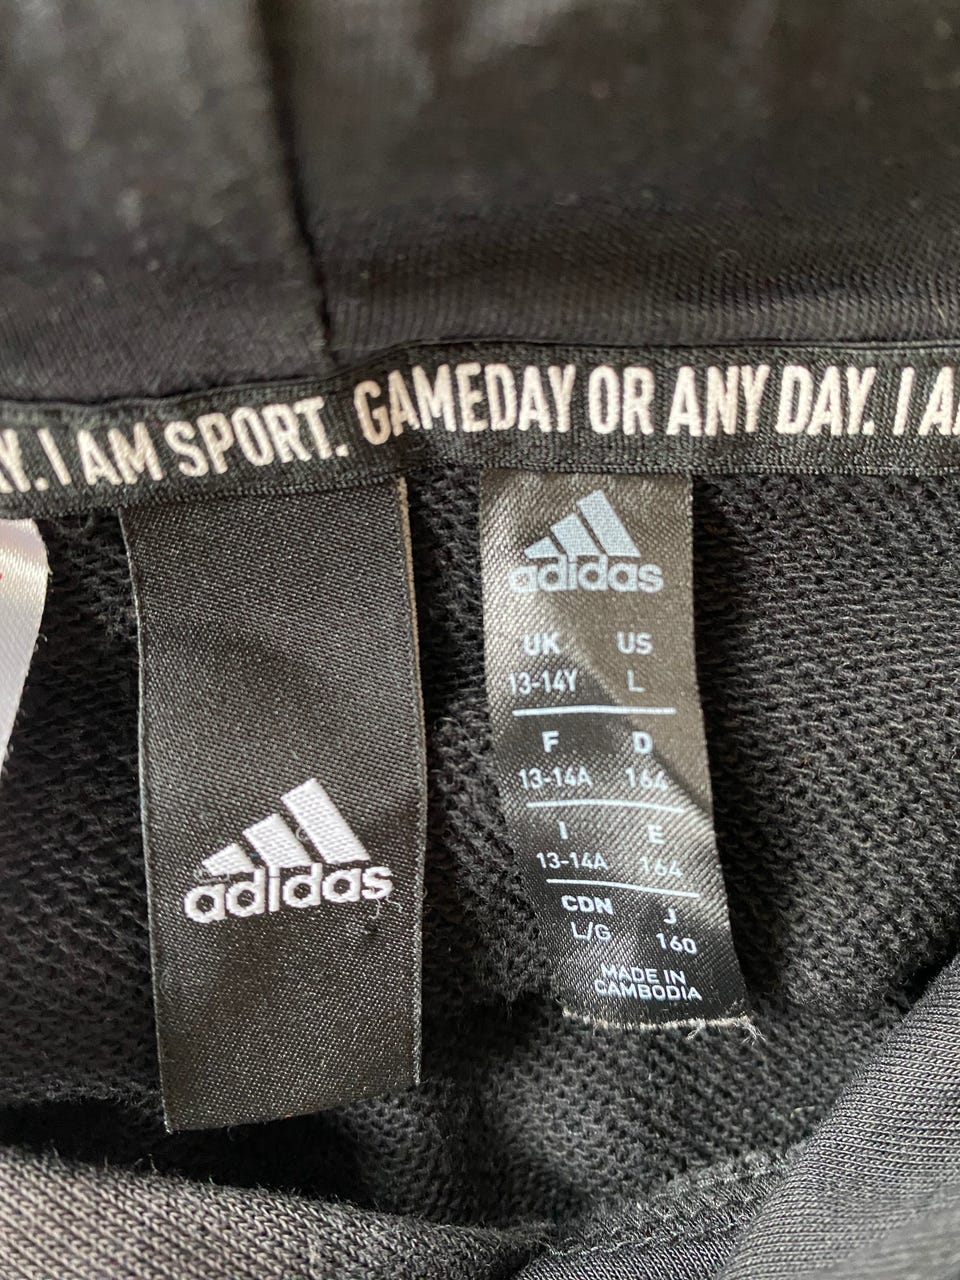 Y. I AM SPORT. GAMEDAY OR ANY DAY. I A
adidas
adidas
UK US
13-14Y L
F D
13-14A 164
I E
13-14A 164
CDN J
L/G 160
MADE IN
CAMBODIA